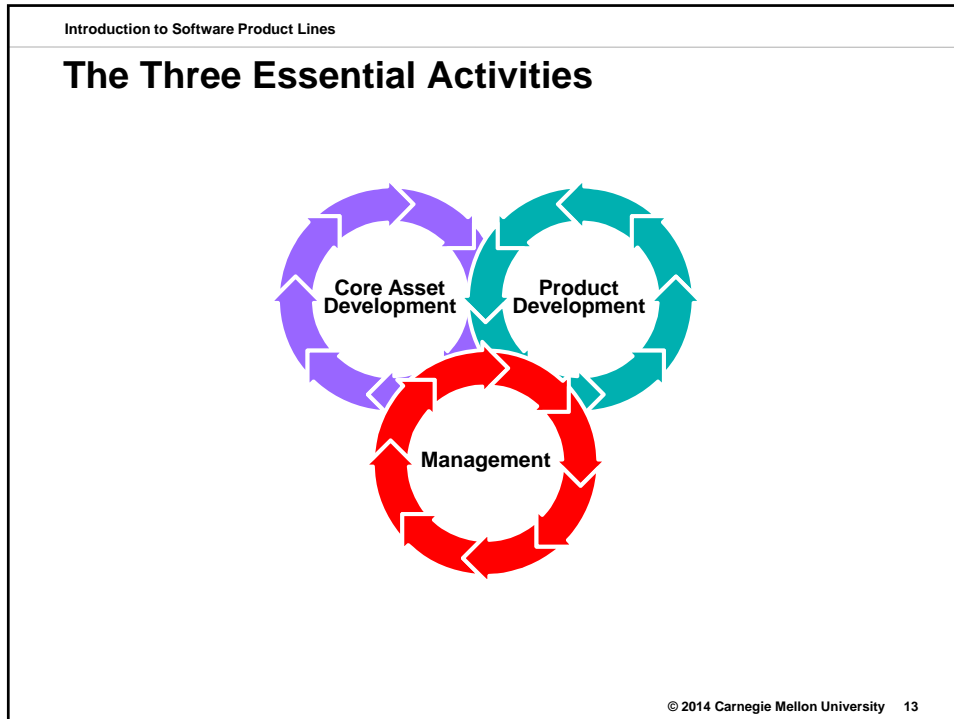 Introduction to Software Product Lines
The Three Essential Activities
Core Asset
Development
Product
Development
Management
© 2014 Carnegie Mellon University 13